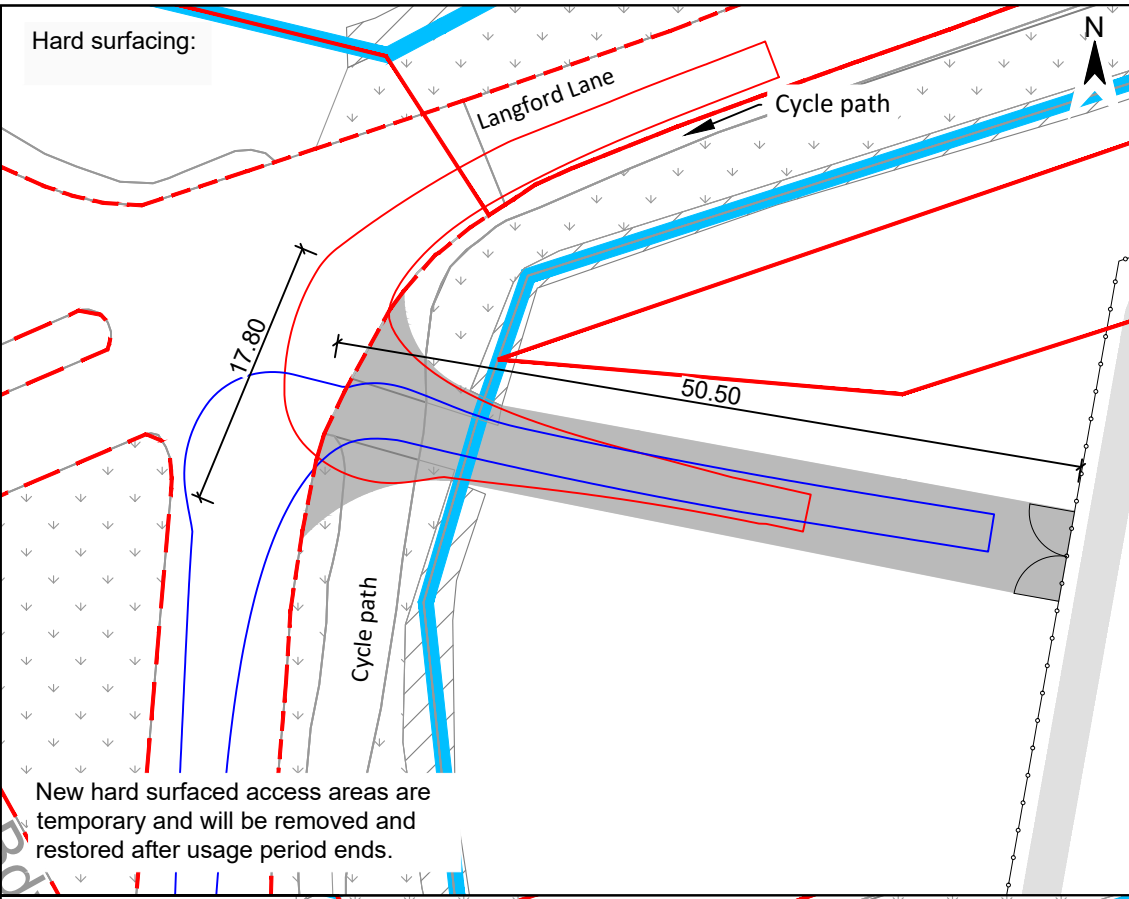 Hard surfacing:
N
Langford Lane
Cycle path
17.80
50.50
Cycle path
New hard surfaced access areas are
temporary and will be removed and
restored after usage period ends.